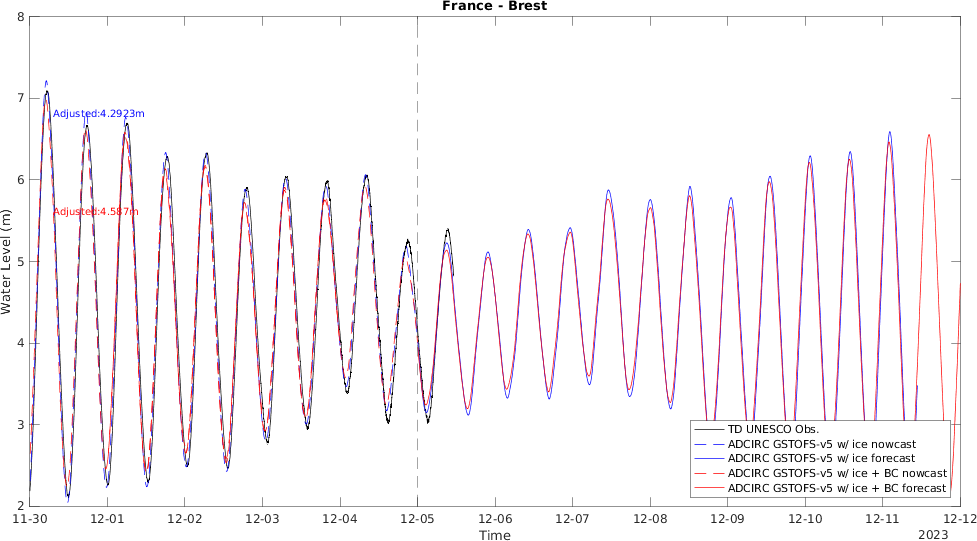 France - Brest
8
7
6
5
4
3
2
Water Level (m)
Adjusted:4.2923m
Adjusted:4.587m
TD UNESCO Obs.
ADCIRC GSTOFS-v5 w/ ice nowcast
ADCIRC GSTOFS-v5 w/ ice forecast
ADCIRC GSTOFS-v5 w/ ice + BC nowcast
ADCIRC GSTOFS-v5 w/ ice + BC forecast
11-30 12-01 12-02 12-03 12-04 12-05 12-06 12-07 12-08 12-09 12-10 12-11 12-12
Time
2023